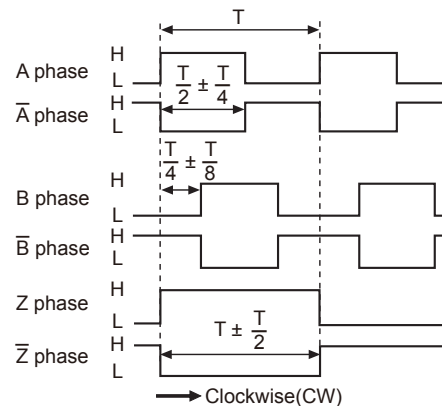 T
H
A phase
L
T/2 ± T/4
H
A̅ phase
L
T/4 ± T/8
H
B phase
L
H
B̅ phase
L
H
Z phase
L
T ± T/2
H
Z̅ phase
L
Clockwise(CW)